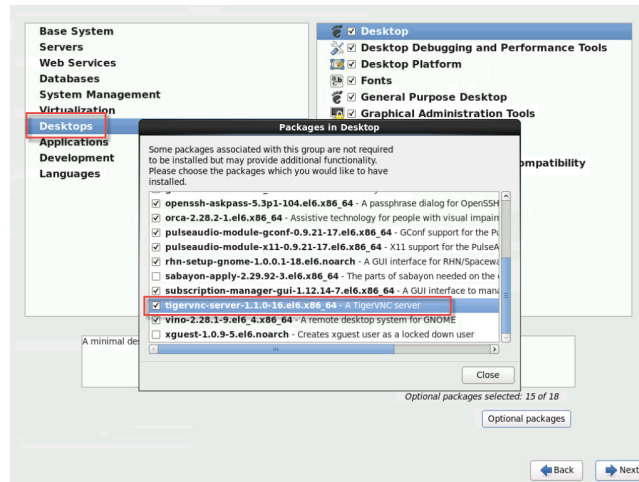 Base System
Servers
Web Services
Databases
System Management
Virtualization
Desktops
Applications
Development
Languages
Desktop
Desktop Debugging and Performance Tools
Desktop Platform
Fonts
General Purpose Desktop
Graphical Administration Tools
ompatibility
Packages in Desktop
Some packages associated with this group are not required
to be installed but may provide additional functionality.
Please choose the packages which you would like to have
installed.
openssh-askpass-5.3p1-104.el6.x86_64 - A passphrase dialog for OpenSSH
orca-2.28.2-1.el6.x86_64 - Assistive technology for people with visual impair
pulseaudio-module-gconf-0.9.21-17.el6.x86_64 - GConf support for the Pu
pulseaudio-module-x11-0.9.21-17.el6.x86_64 - X11 support for the PulseA
rhn-setup-gnome-1.0.0.1-18.el6.noarch - A GUI interface for RHN/Spacewa
sabayon-apply-2.29.92-3.el6.x86_64 - The parts of sabayon needed on the
subscription-manager-gui-1.12.14-7.el6.x86_64 - A GUI interface to mana
tigervnc-server-1.1.0-16.el6.x86_64 - A TigerVNC server
vino-2.28.1-9.el6_4.x86_64 - A remote desktop system for GNOME
xguest-1.0.9-5.el6.noarch - Creates xguest user as a locked down user
Close
A minimal des
Optional packages selected: 15 of 18
Optional packages
Back
Next